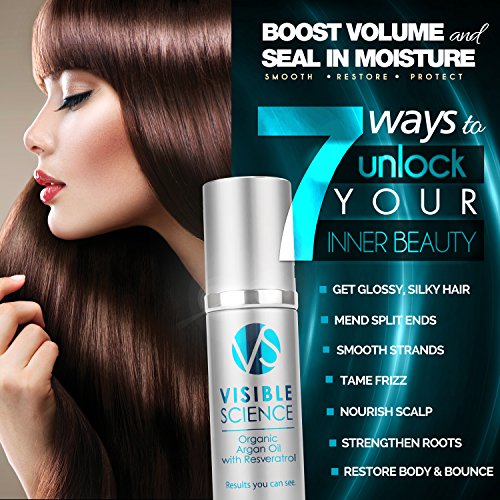 BOOST VOLUME and
SEAL IN MOISTURE
SMOOTH • RESTORE • PROTECT
7 ways to
unlock
YOUR
INNER BEAUTY
GET GLOSSY, SILKY HAIR
MEND SPLIT ENDS
SMOOTH STRANDS
TAME FRIZZ
NOURISH SCALP
STRENGTHEN ROOTS
RESTORE BODY & BOUNCE
VS
VISIBLE
SCIENCE
Organic
Argan Oil
with Resveratrol
Results you can see.